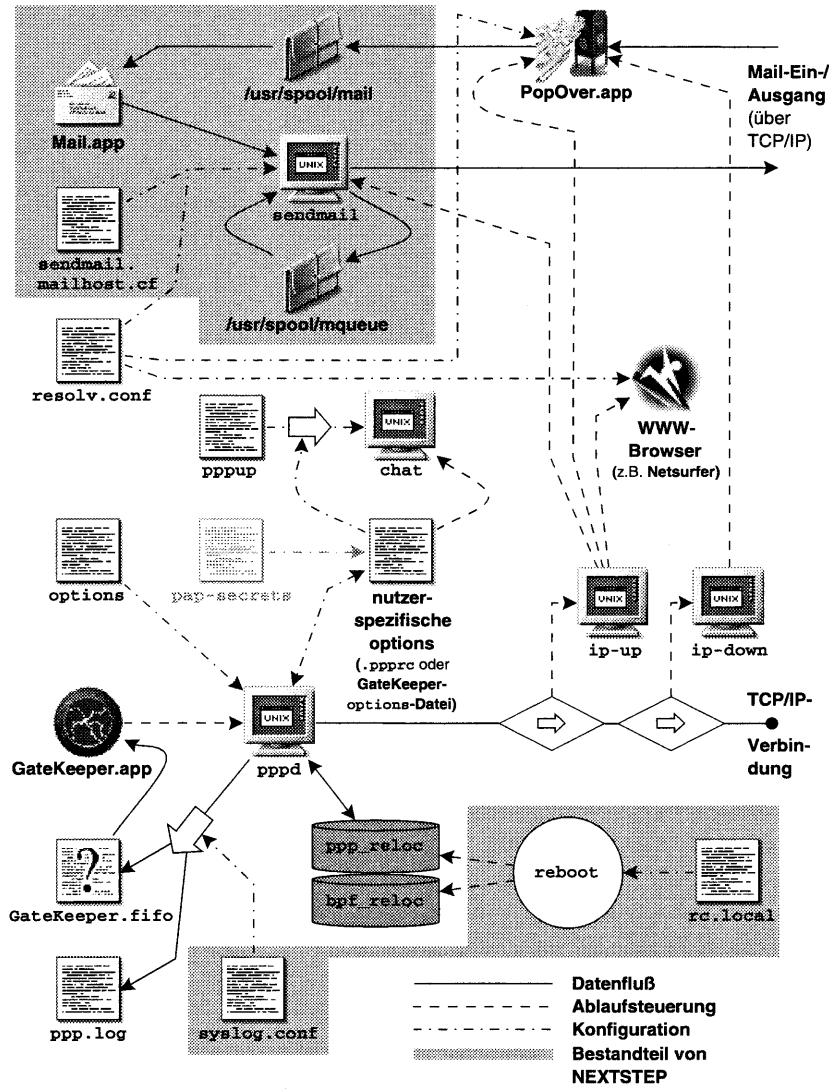 /usr/spool/mail
PopOver.app
Mail-Ein-/
Ausgang
(über
TCP/IP)
Mail.app
UNIX
sendmail
sendmail.
mailhost.cf
/usr/spool/mqueue
resolv.conf
WWW-
Browser
(z.B. Netsurfer)
UNIX
pppup
chat
options
pap-secrets
nutzer-
spezifische
options
(.ppprc oder
GateKeeper-
options-Datei)
UNIX
ip-up
UNIX
ip-down
UNIX
pppd
GateKeeper.app
TCP/IP-
Verbin-
dung
ppp_reloc
bpf_reloc
reboot
rc.local
?
GateKeeper.fifo
ppp.log
syslog.conf
Datenfluß
Ablaufsteuerung
Konfiguration
Bestandteil von
NEXTSTEP